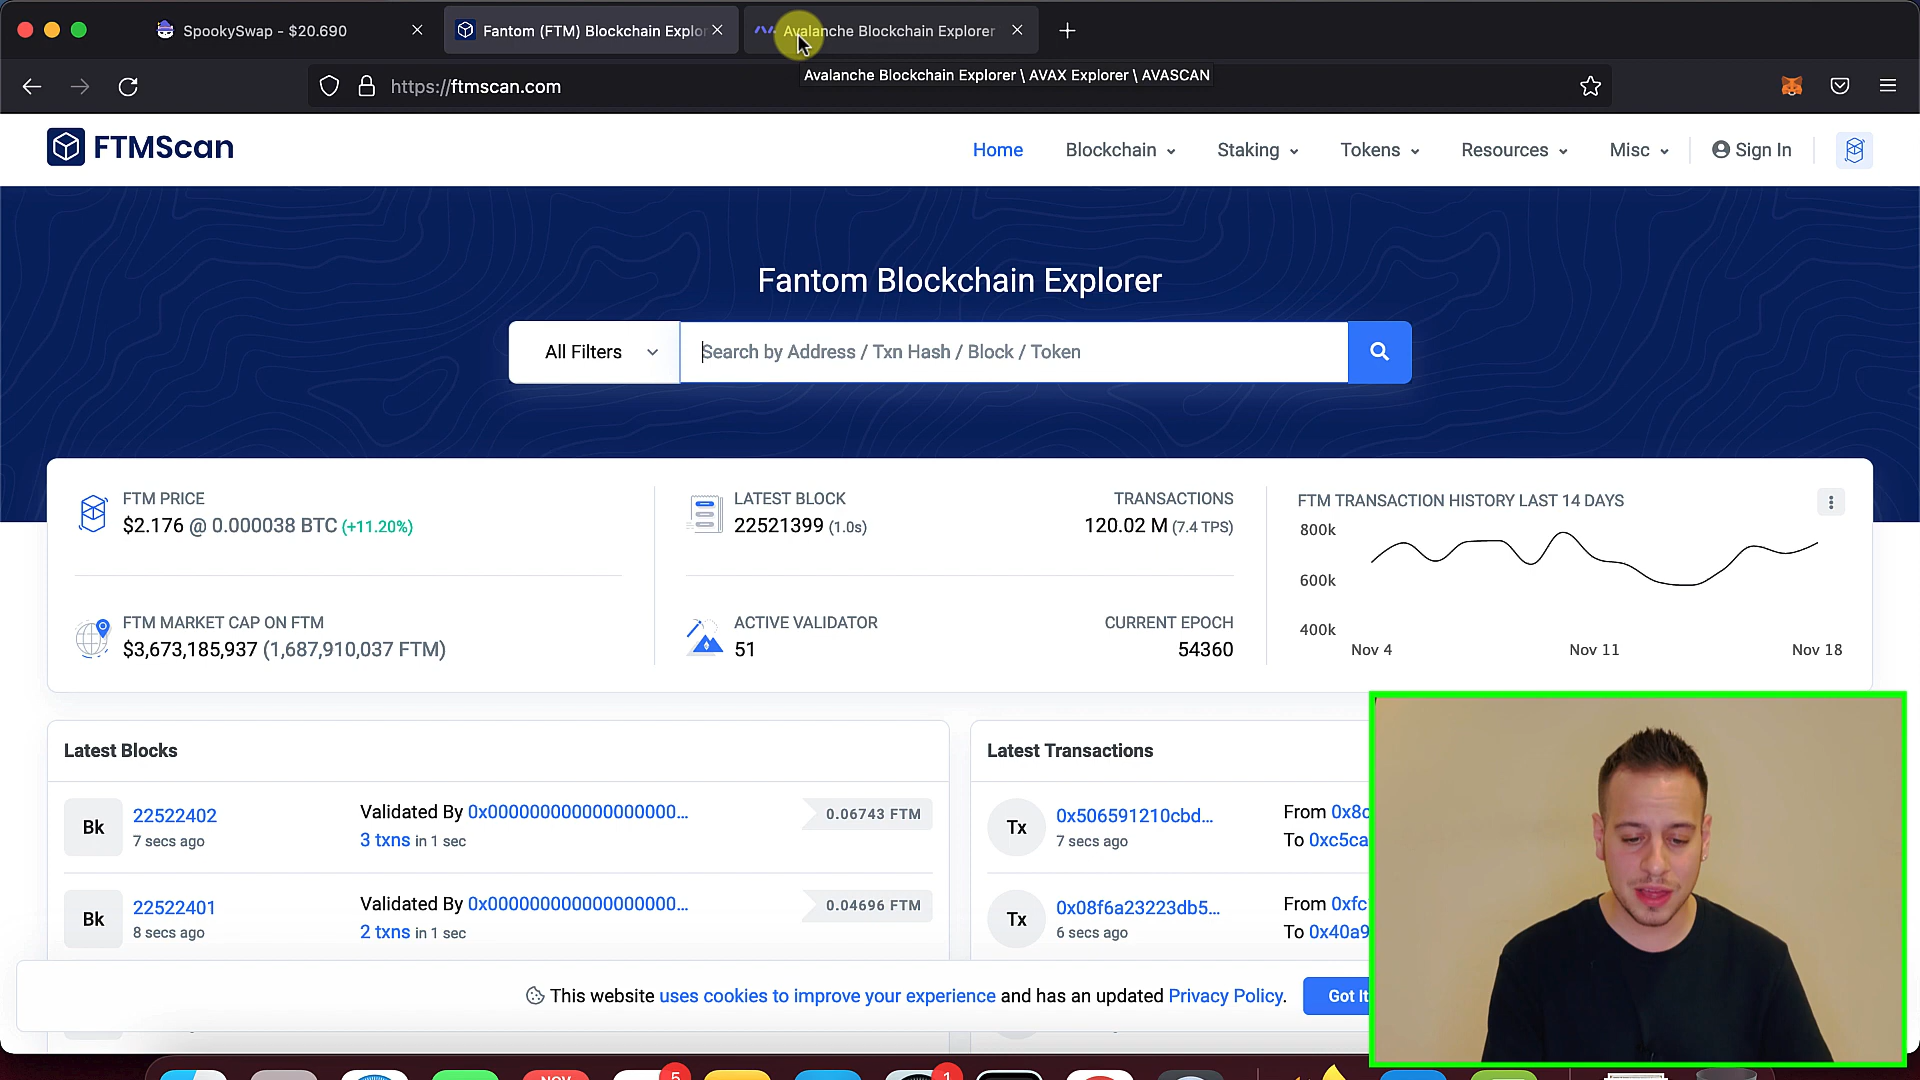 SpookySwap - $20.690
Fantom (FTM) Blockchain Explo
Avalanche Blockchain Explorer
https://ftmscan.com
Avalanche Blockchain Explorer \ AVAX Explorer \ AVASCAN
FTMScan
Home
Blockchain
Staking
Tokens
Resources
Misc
Sign In
Fantom Blockchain Explorer
All Filters
Search by Address / Txn Hash / Block / Token
FTM PRICE
$2.176 @ 0.000038 BTC (+11.20%)
LATEST BLOCK
22521399 (1.0s)
TRANSACTIONS
120.02 M (7.4 TPS)
FTM MARKET CAP ON FTM
$3,673,185,937 (1,687,910,037 FTM)
ACTIVE VALIDATOR
51
CURRENT EPOCH
54360
FTM TRANSACTION HISTORY LAST 14 DAYS
800k
600k
400k
Nov 4
Nov 11
Nov 18
Latest Blocks
Bk
22522402
7 secs ago
Validated By 0x000000000000000000...
3 txns in 1 sec
0.06743 FTM
Bk
22522401
8 secs ago
Validated By 0x000000000000000000...
2 txns in 1 sec
0.04696 FTM
Latest Transactions
Tx
0x506591210cbd...
7 secs ago
From 0x8c
To 0xc5ca
Tx
0x08f6a23223db5...
6 secs ago
From 0xfc
To 0x40a9
This website uses cookies to improve your experience and has an updated Privacy Policy.
Got It
NOV
5
1